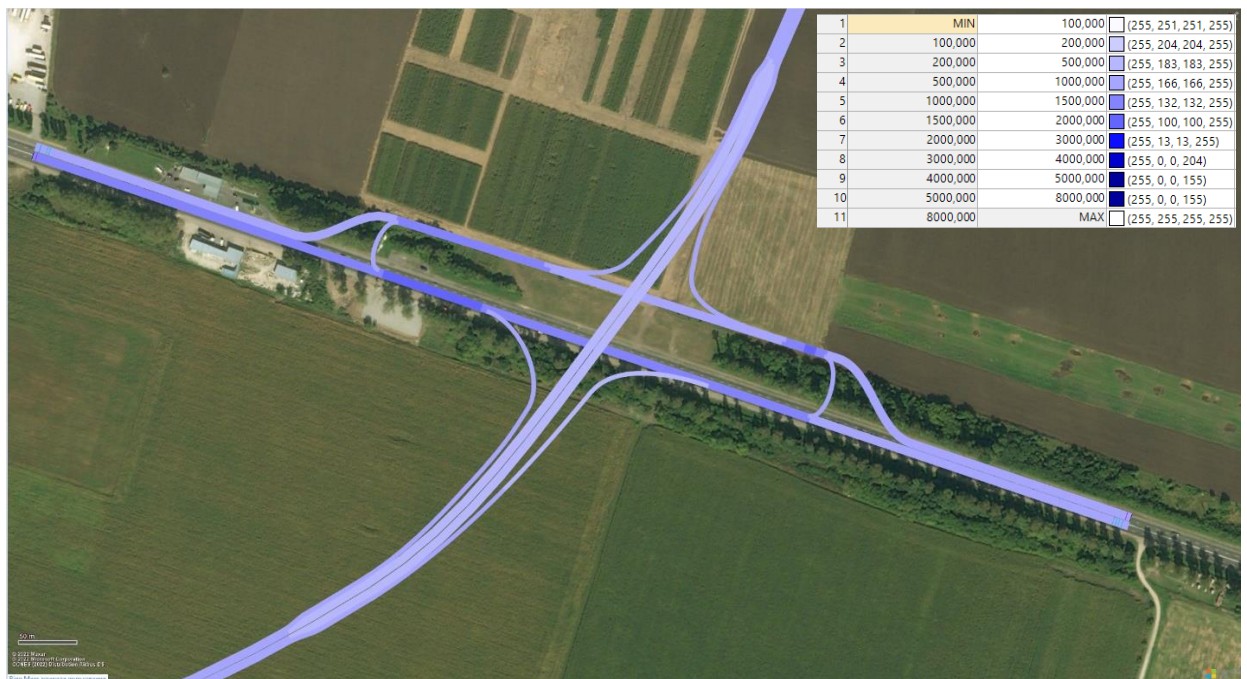 1 MIN 100,000 (255, 251, 251, 255)
2 100,000 200,000 (255, 204, 204, 255)
3 200,000 500,000 (255, 183, 183, 255)
4 500,000 1000,000 (255, 166, 166, 255)
5 1000,000 1500,000 (255, 132, 132, 255)
6 1500,000 2000,000 (255, 100, 100, 255)
7 2000,000 3000,000 (255, 13, 13, 255)
8 3000,000 4000,000 (255, 0, 0, 204)
9 4000,000 5000,000 (255, 0, 0, 155)
10 5000,000 8000,000 (255, 0, 0, 155)
11 8000,000 MAX (255, 255, 255, 255)
50 m
© 2022 Maxar
© 2022 Microsoft Corporation